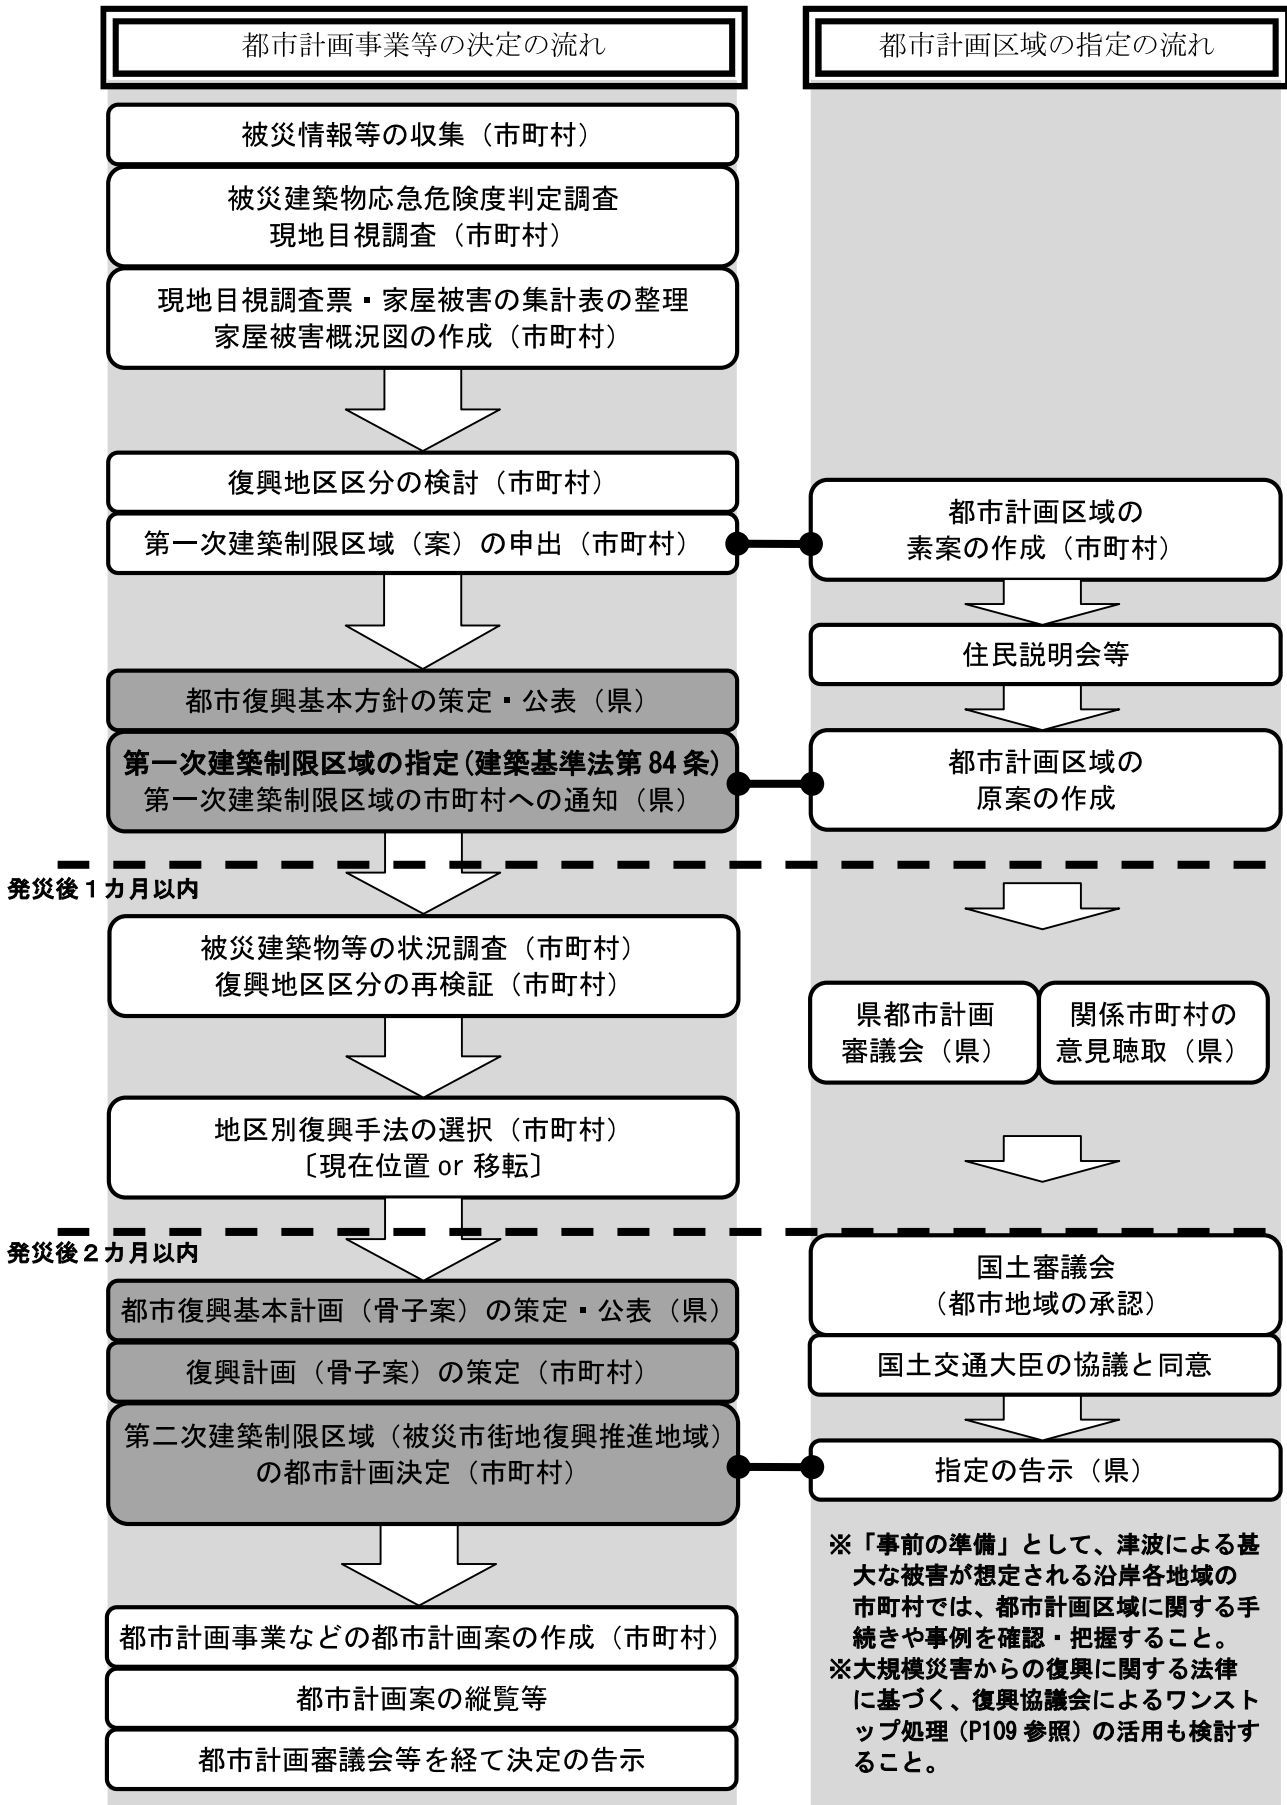 都市計画事業等の決定の流れ
被災情報等の収集（市町村）
被災建築物応急危険度判定調査
現地目視調査（市町村）
現地目視調査票・家屋被害の集計表の整理
家屋被害概況図の作成（市町村）
復興地区区分の検討（市町村）
第一次建築制限区域（案）の申出（市町村）
都市復興基本方針の策定・公表（県）
第一次建築制限区域の指定(建築基準法第84条)
第一次建築制限区域の市町村への通知（県）
発災後１カ月以内
被災建築物等の状況調査（市町村）
復興地区区分の再検証（市町村）
地区別復興手法の選択（市町村）
〔現在位置 or 移転〕
発災後２カ月以内
都市復興基本計画（骨子案）の策定・公表（県）
復興計画（骨子案）の策定（市町村）
第二次建築制限区域（被災市街地復興推進地域）
の都市計画決定（市町村）
都市計画事業などの都市計画案の作成（市町村）
都市計画案の縦覧等
都市計画審議会等を経て決定の告示
都市計画区域の指定の流れ
都市計画区域の
素案の作成（市町村）
住民説明会等
都市計画区域の
原案の作成
県都市計画
審議会（県）
関係市町村の
意見聴取（県）
国土審議会
（都市地域の承認）
国土交通大臣の協議と同意
指定の告示（県）
※「事前の準備」として、津波による甚
大な被害が想定される沿岸各地域の
市町村では、都市計画区域に関する手
続きや事例を確認・把握すること。
※大規模災害からの復興に関する法律
に基づく、復興協議会によるワンスト
ップ処理（P109 参照）の活用も検討す
ること。